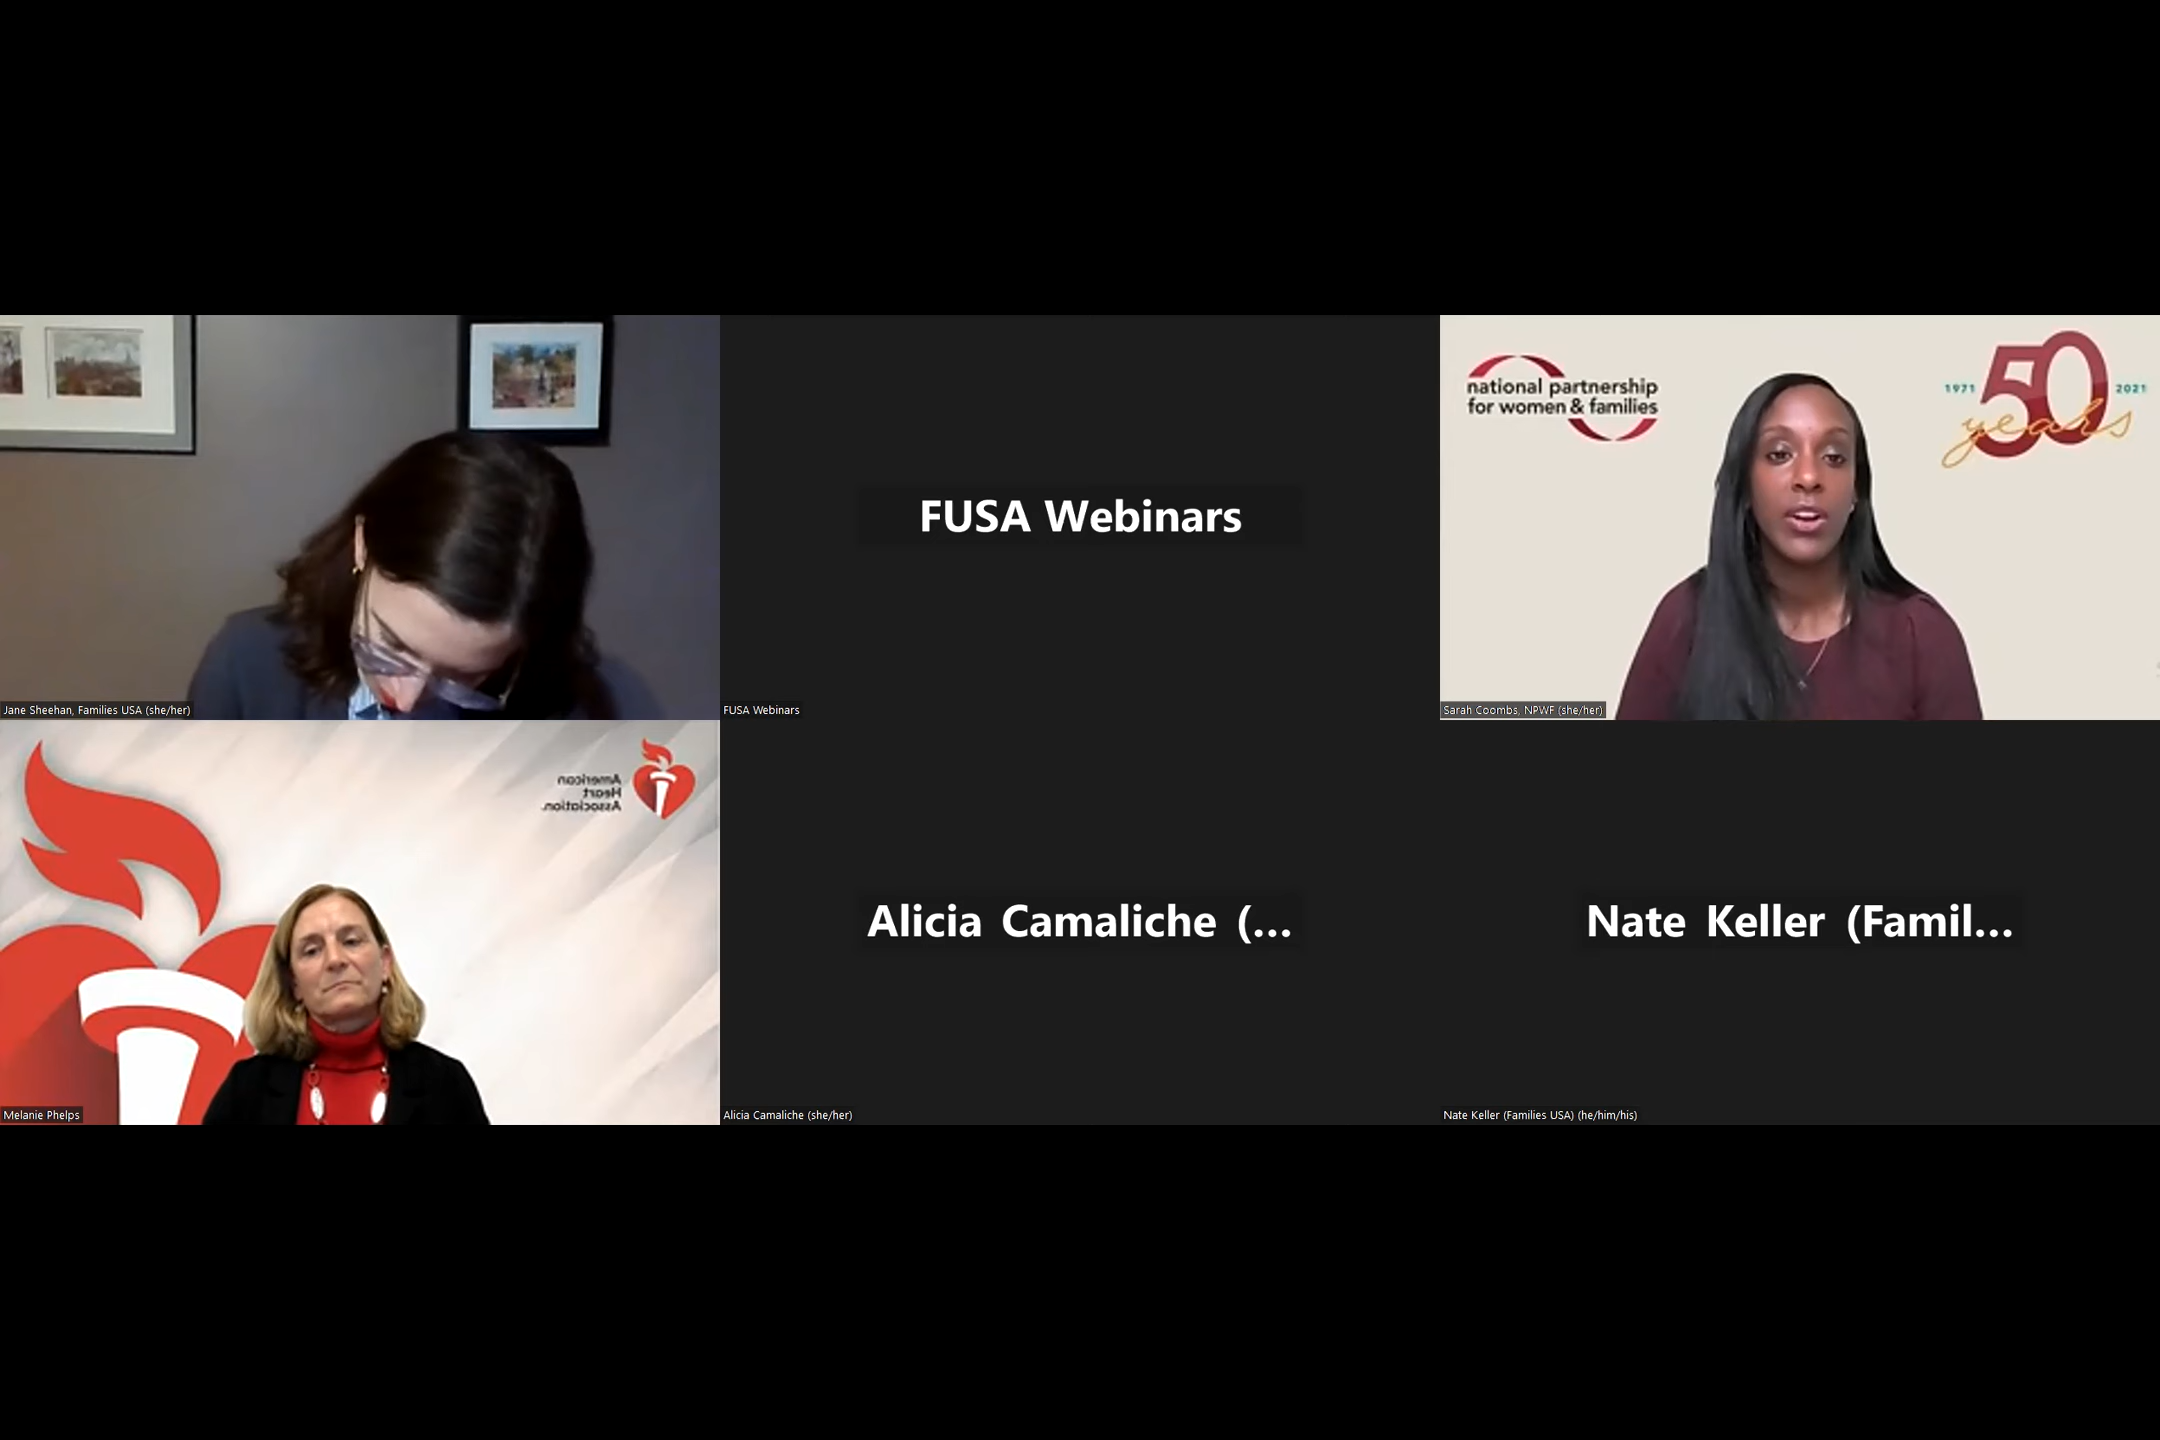 national partnership
for women & families
1971
50
2021
years
FUSA Webinars
Jane Sheehan, Families USA (she/her)
FUSA Webinars
Sarah Coombs, NPWF (she/her)
American
Heart
Association.
Alicia Camaliche (...
Nate Keller (Famil...
Melanie Phelps
Alicia Camaliche (she/her)
Nate Keller (Families USA) (he/him/his)